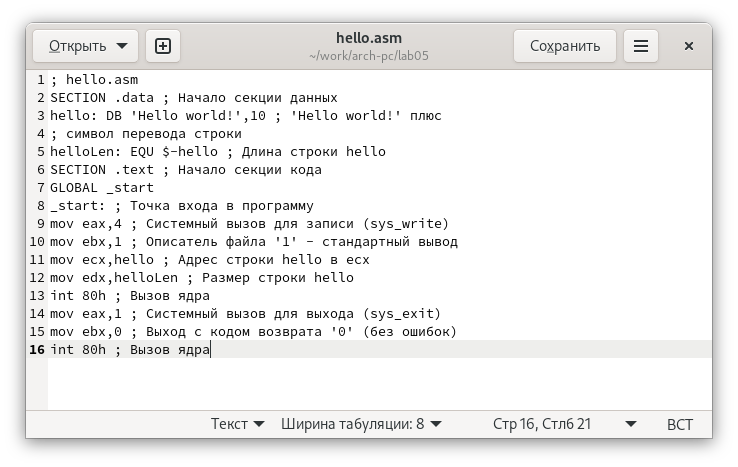 Открыть
hello.asm
~/work/arch-pc/lab05
Сохранить
1 ; hello.asm
2 SECTION .data ; Начало секции данных
3 hello: DB 'Hello world!',10 ; 'Hello world!' плюс
4 ; символ перевода строки
5 helloLen: EQU $-hello ; Длина строки hello
6 SECTION .text ; Начало секции кода
7 GLOBAL _start
8 _start: ; Точка входа в программу
9 mov eax,4 ; Системный вызов для записи (sys_write)
10 mov ebx,1 ; Описатель файла '1' - стандартный вывод
11 mov ecx,hello ; Адрес строки hello в ecx
12 mov edx,helloLen ; Размер строки hello
13 int 80h ; Вызов ядра
14 mov eax,1 ; Системный вызов для выхода (sys_exit)
15 mov ebx,0 ; Выход с кодом возврата '0' (без ошибок)
16 int 80h ; Вызов ядра
Текст Ширина табуляции: 8 Стр 16, Стлб 21 ВСТ